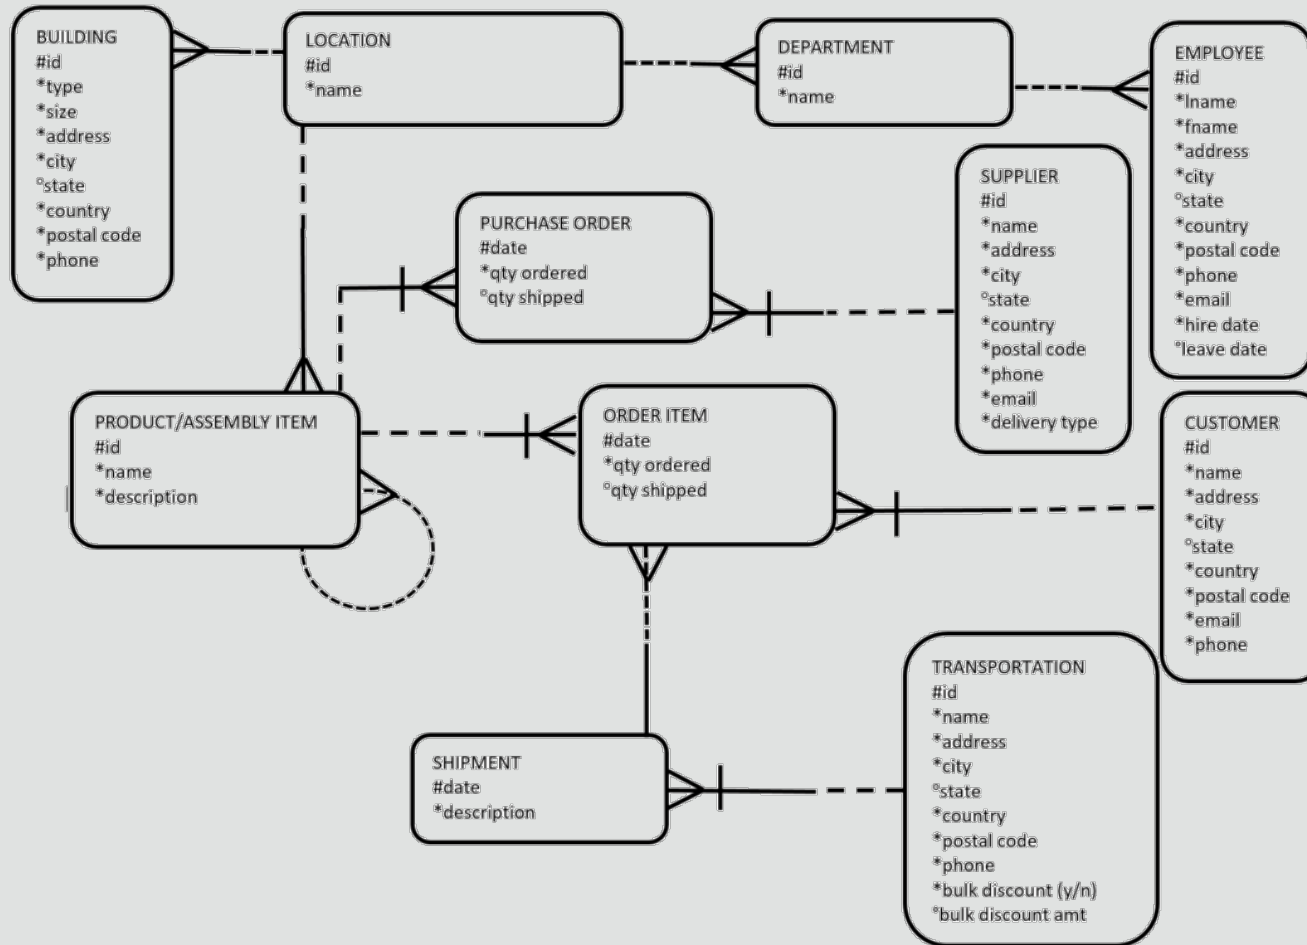 BUILDING
#id
*type
*size
*address
*city
°state
*country
*postal code
*phone
LOCATION
#id
*name
DEPARTMENT
#id
*name
EMPLOYEE
#id
*lname
*fname
*address
*city
°state
*country
*postal code
*phone
*email
*hire date
°leave date
SUPPLIER
#id
*name
*address
*city
°state
*country
*postal code
*phone
*email
*delivery type
PURCHASE ORDER
#date
*qty ordered
°qty shipped
PRODUCT/ASSEMBLY ITEM
#id
*name
*description
ORDER ITEM
#date
*qty ordered
°qty shipped
CUSTOMER
#id
*name
*address
*city
°state
*country
*postal code
*email
*phone
SHIPMENT
#date
*description
TRANSPORTATION
#id
*name
*address
*city
°state
*country
*postal code
*phone
*bulk discount (y/n)
°bulk discount amt